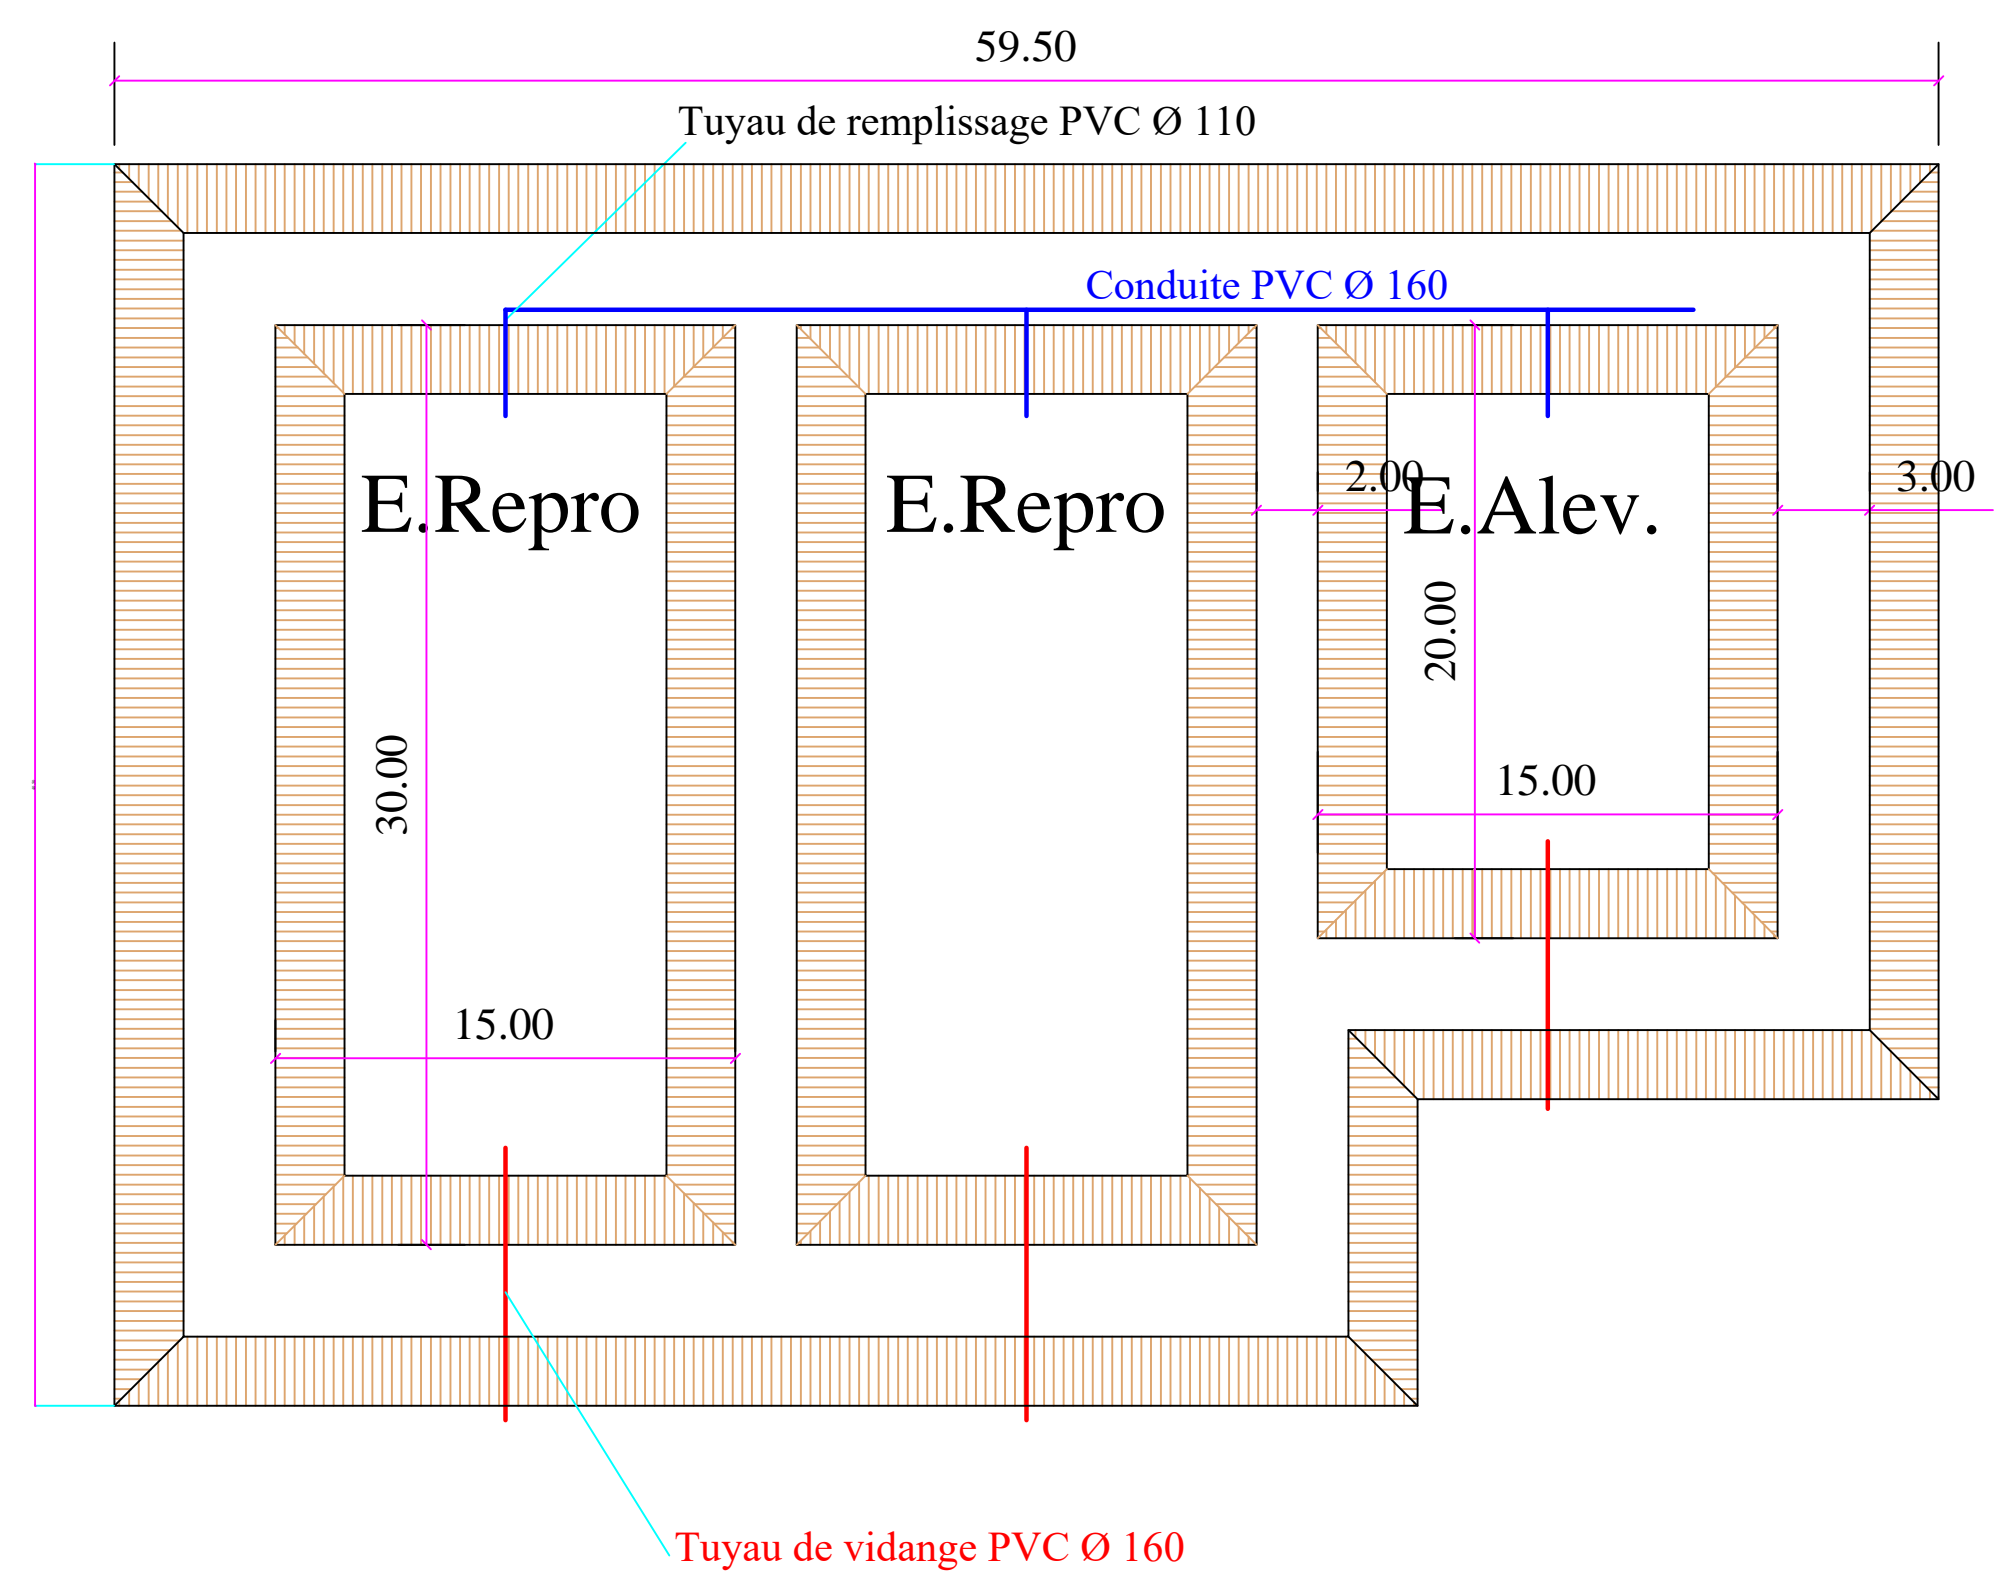 59.50
Tuyau de remplissage PVC Ø 110
Conduite PVC Ø 160
2.00
3.00
E.Repro
E.Repro
E.Alev.
20.00
30.00
15.00
15.00
Tuyau de vidange PVC Ø 160